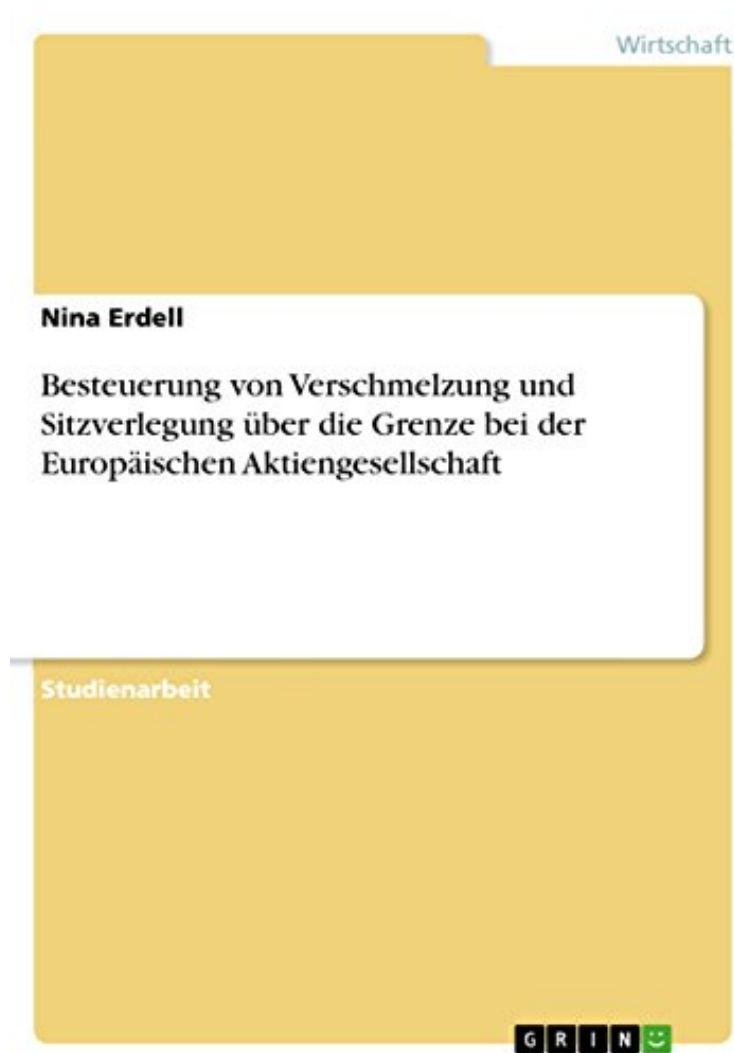 Wirtschaft
Nina Erdell
Besteuerung von Verschmelzung und
Sitzverlegung über die Grenze bei der
Europäischen Aktiengesellschaft
Studienarbeit
GRIN